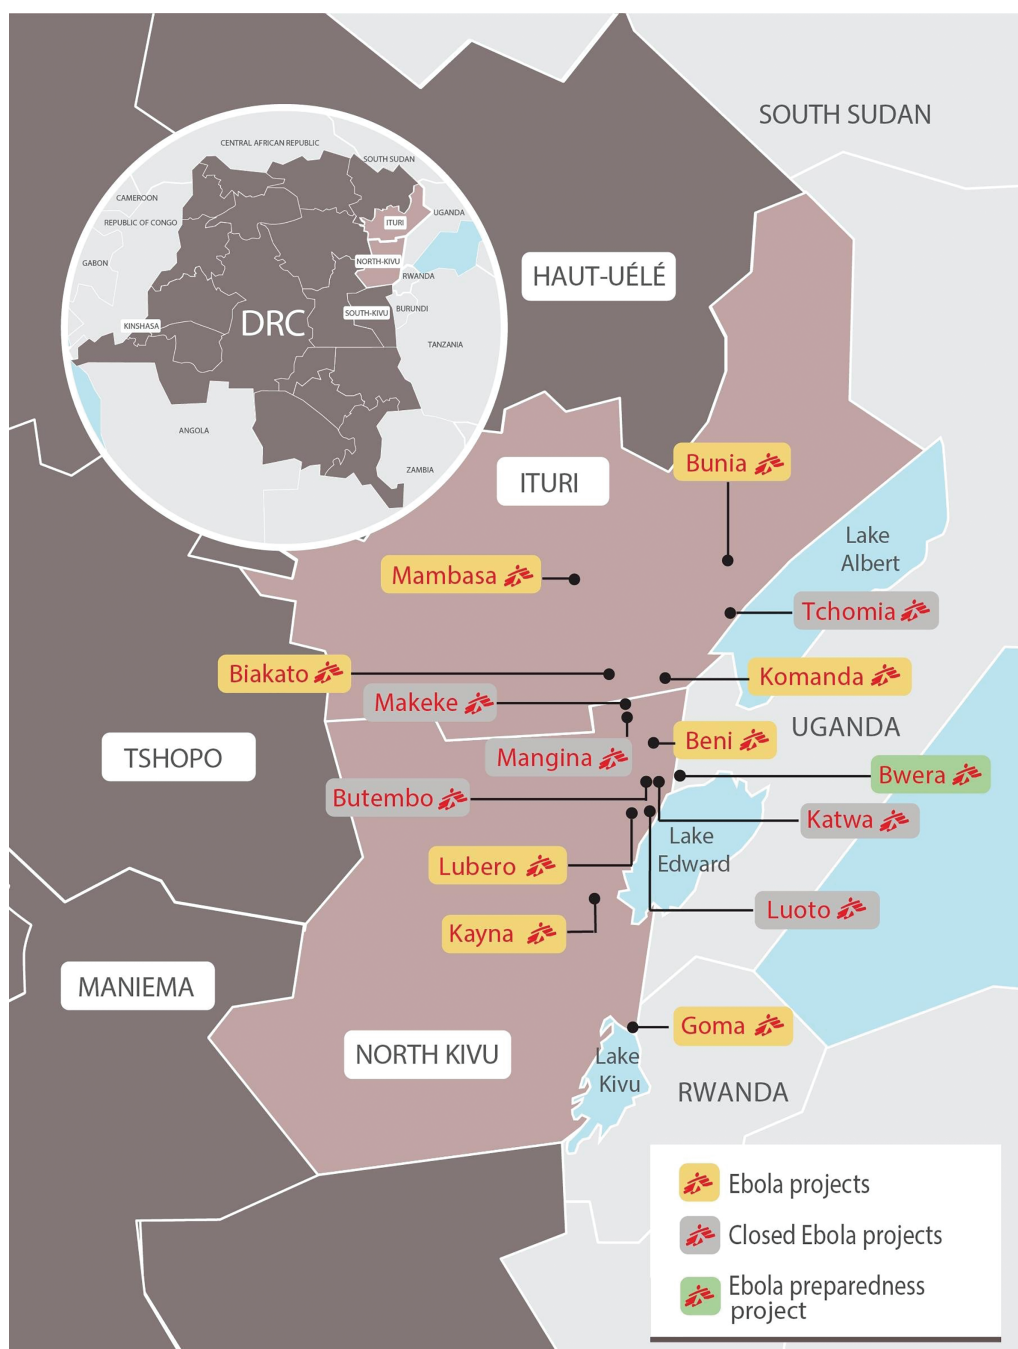 SOUTH SUDAN
CENTRAL AFRICAN REPUBLIC
SOUTH SUDAN
CAMEROON
REPUBLIC OF CONGO
UGANDA
ITURI
GABON
NORTH-KIVU
RWANDA
SOUTH-KIVU
BURUNDI
KINSHASA
DRC
TANZANIA
ANGOLA
ZAMBIA
HAUT-UÉLÉ
Bunia
ITURI
Lake
Albert
Mambasa
Tchomia
Biakato
Komanda
Makeke
UGANDA
Beni
Mangina
TSHOPO
Bwera
Butembo
Katwa
Lake
Edward
Lubero
Luoto
Kayna
MANIEMA
Goma
NORTH KIVU
Lake
Kivu
RWANDA
Ebola projects
Closed Ebola projects
Ebola preparedness
project